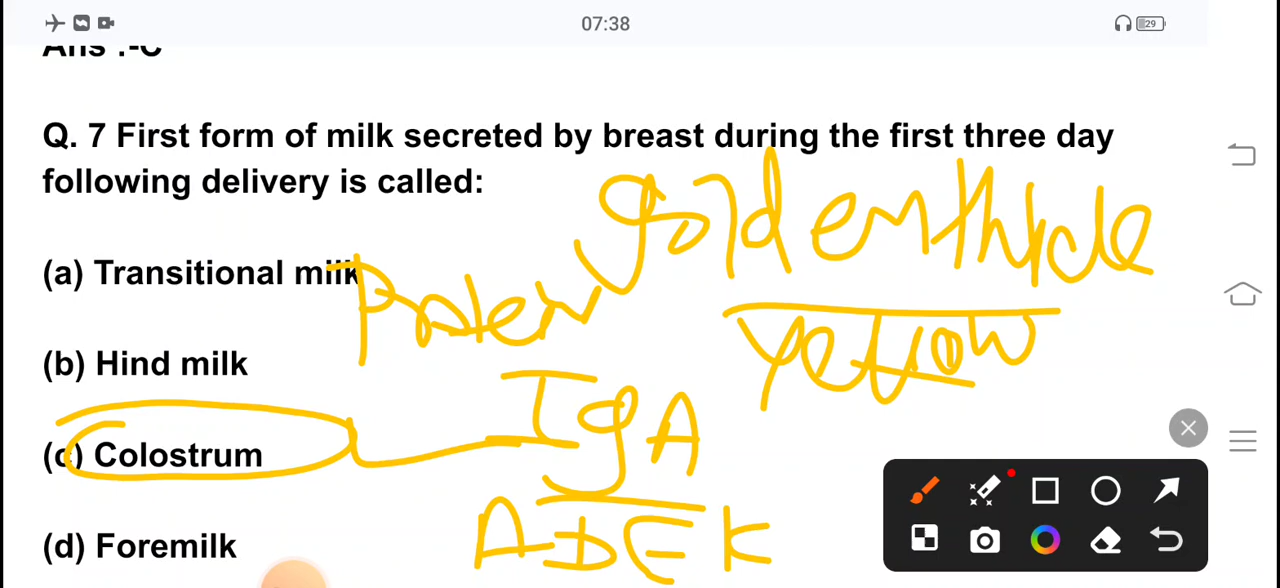 07:38
29
Ans :-C
Q. 7 First form of milk secreted by breast during the first three day
following delivery is called:
golden thick
(a) Transitional milk
Protein
yellow
(b) Hind milk
IgA
(c) Colostrum
A D E K
(d) Foremilk